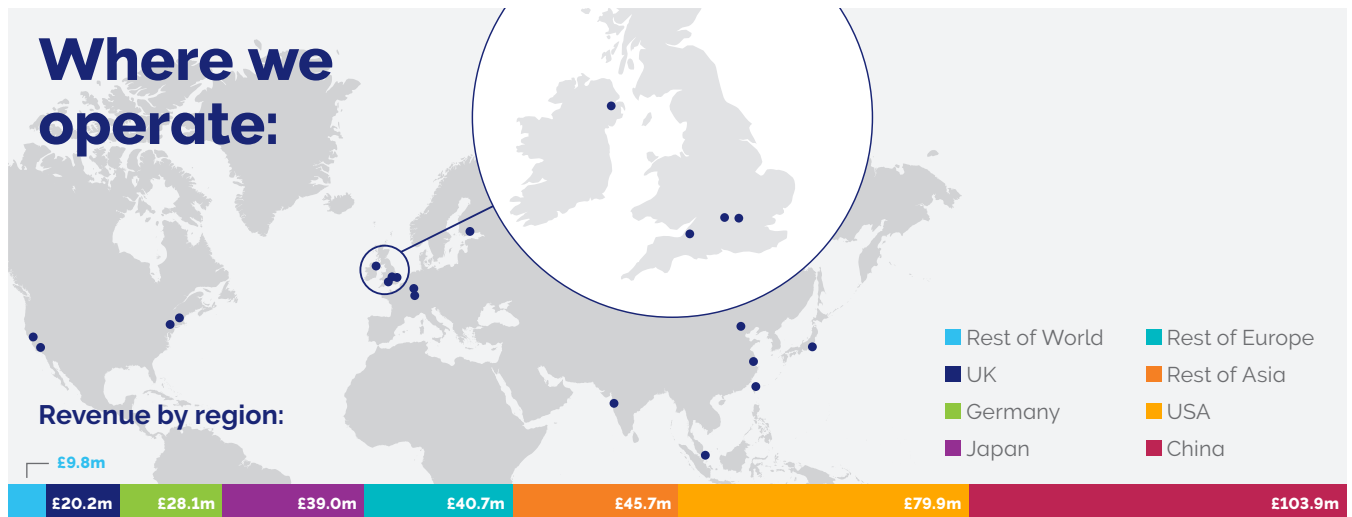 Where we
operate:
Rest of World
Rest of Europe
UK
Rest of Asia
Germany
USA
Japan
China
Revenue by region:
£9.8m
£20.2m
£28.1m
£39.0m
£40.7m
£45.7m
£79.9m
£103.9m